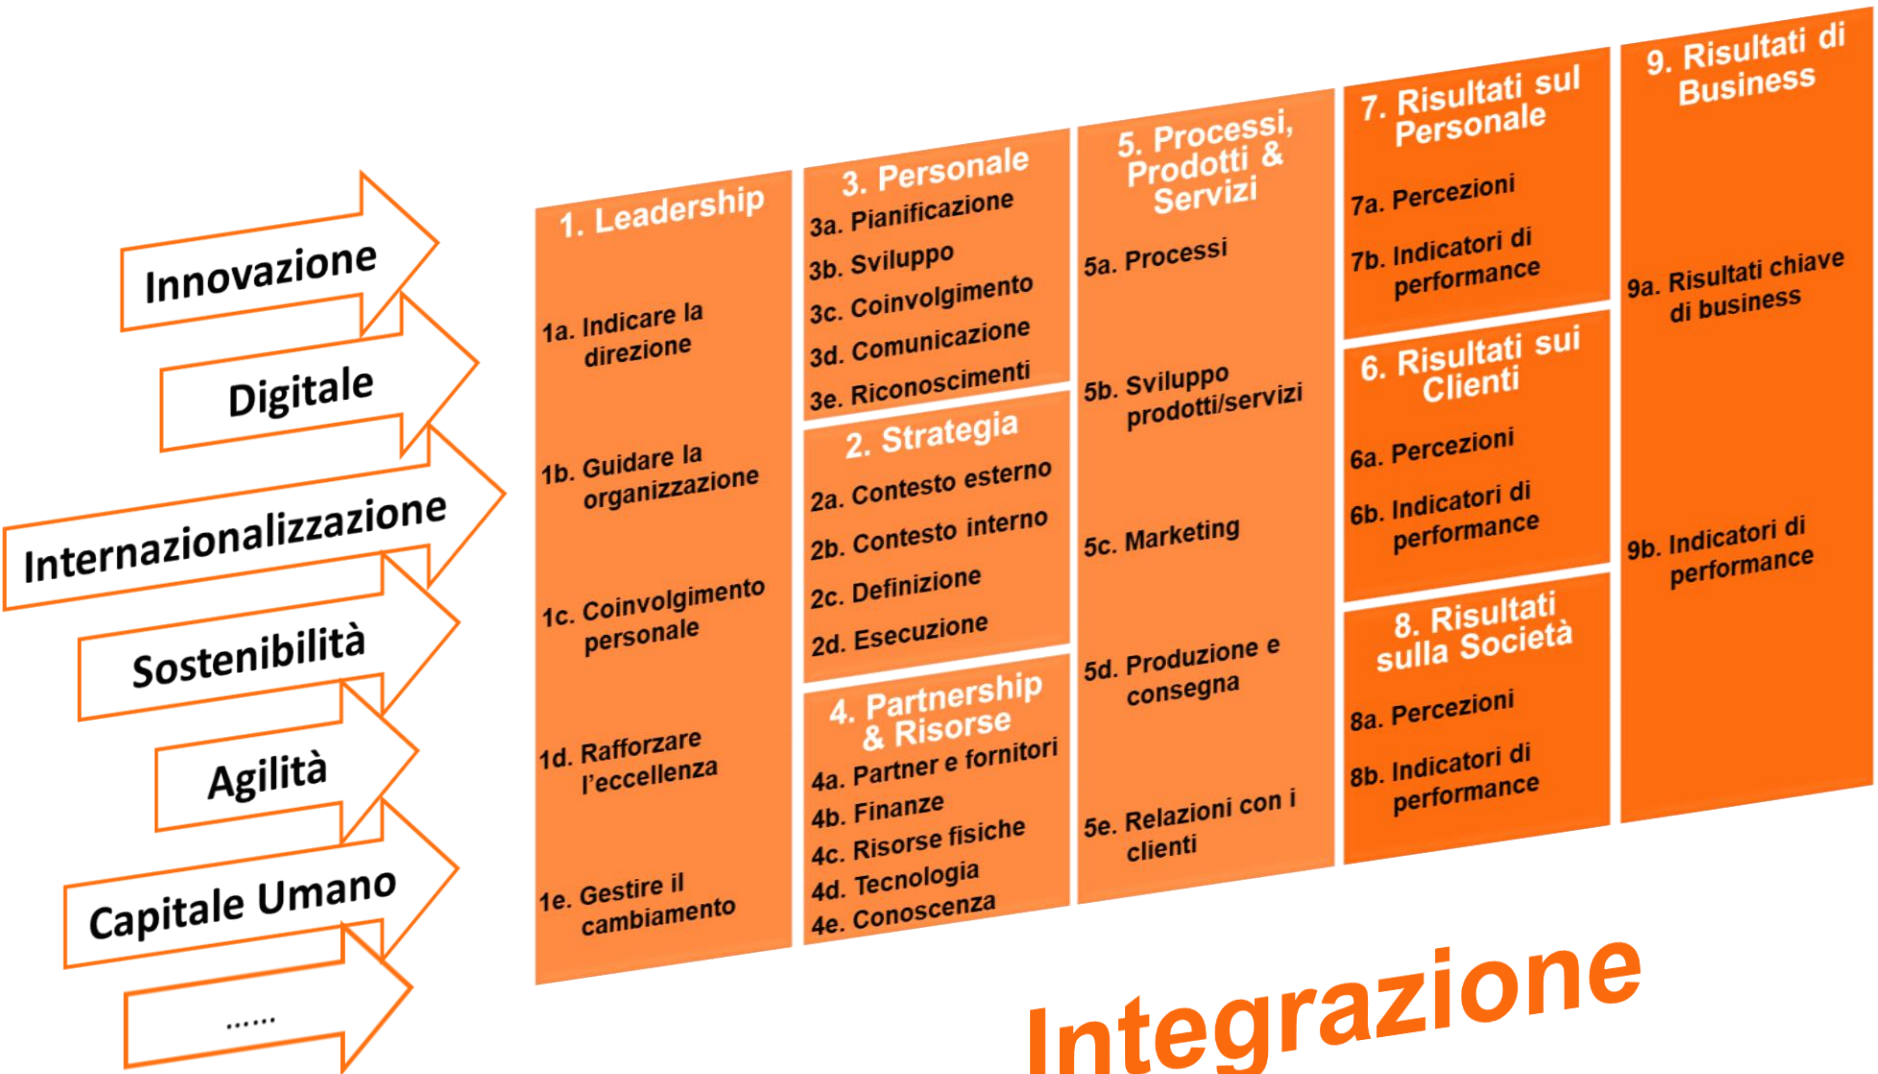 Innovazione
Digitale
Internazionalizzazione
Sostenibilità
Agilità
Capitale Umano
......
1. Leadership
1a. Indicare la
direzione
1b. Guidare la
organizzazione
1c. Coinvolgimento
personale
1d. Rafforzare
l'eccellenza
1e. Gestire il
cambiamento
3. Personale
3a. Pianificazione
3b. Sviluppo
3c. Coinvolgimento
3d. Comunicazione
3e. Riconoscimenti
2. Strategia
2a. Contesto esterno
2b. Contesto interno
2c. Definizione
2d. Esecuzione
4. Partnership
& Risorse
4a. Partner e fornitori
4b. Finanze
4c. Risorse fisiche
4d. Tecnologia
4e. Conoscenza
5. Processi,
Prodotti &
Servizi
5a. Processi
5b. Sviluppo
prodotti/servizi
5c. Marketing
5d. Produzione e
consegna
5e. Relazioni con i
clienti
7. Risultati sul
Personale
7a. Percezioni
7b. Indicatori di
performance
6. Risultati sui
Clienti
6a. Percezioni
6b. Indicatori di
performance
8. Risultati
sulla Società
8a. Percezioni
8b. Indicatori di
performance
9. Risultati di
Business
9a. Risultati chiave
di business
9b. Indicatori di
performance
Integrazione